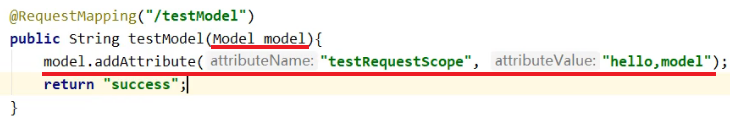 @RequestMapping("/testModel")
public String testModel(Model model){
model.addAttribute( attributeName: "testRequestScope", attributeValue: "hello,model");
return "success";
}